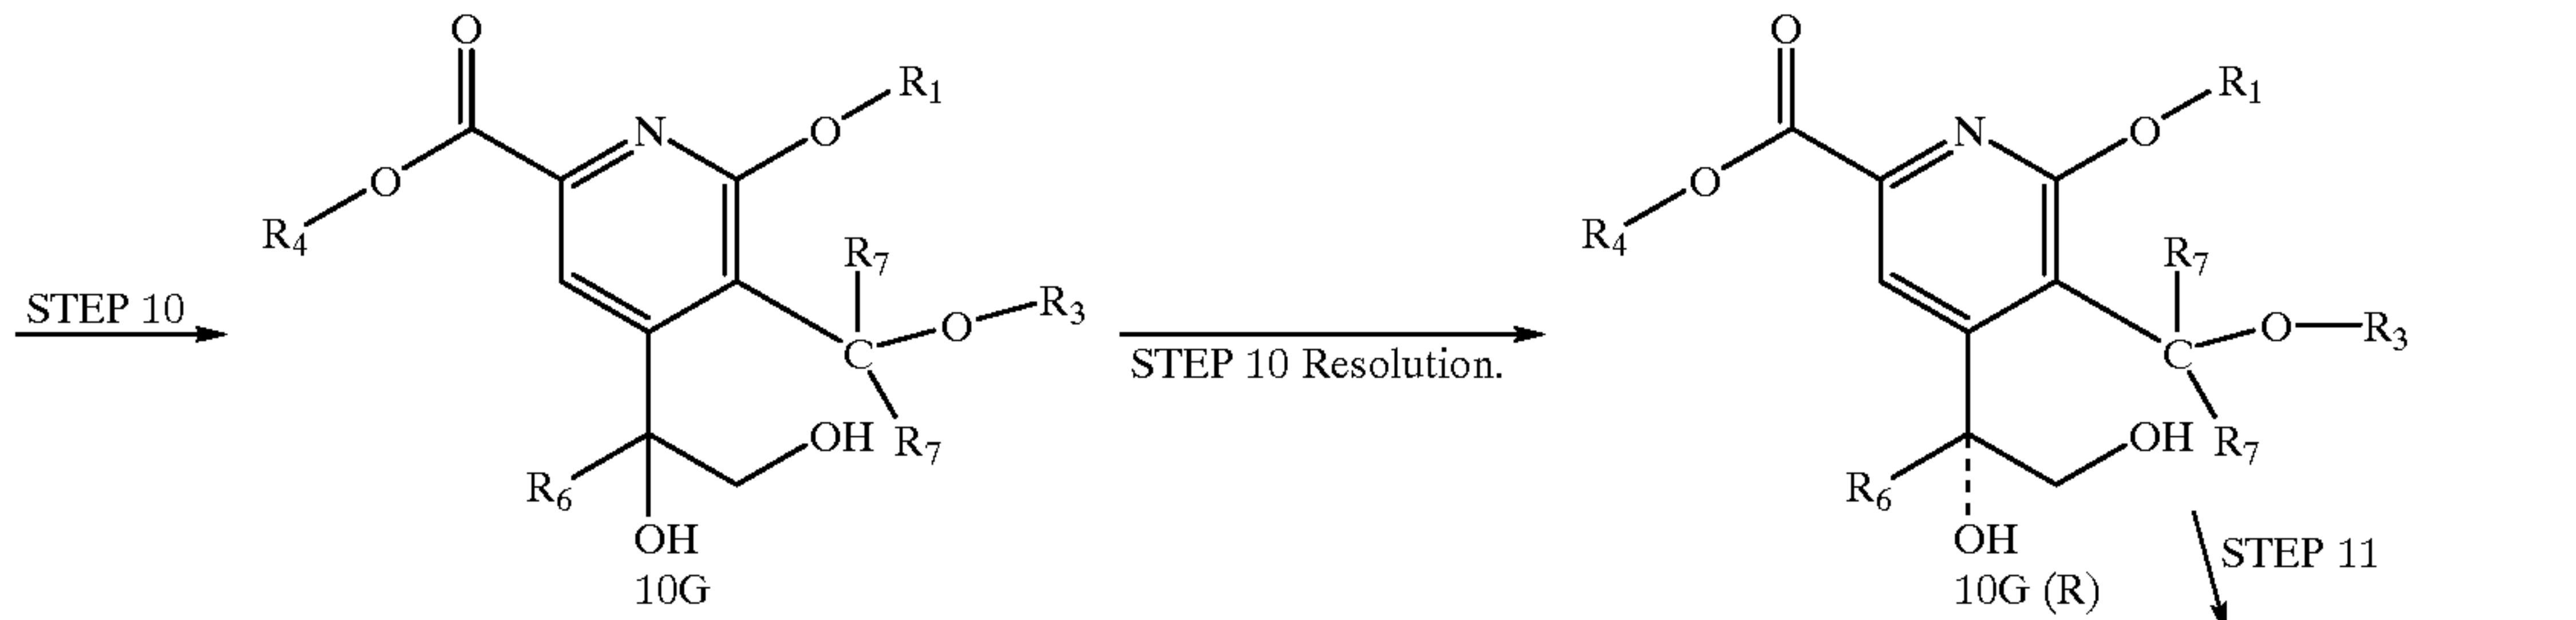 O
R1
N
O
O
R4
R7
STEP 10
O
R3
C
OH
R7
R6
OH
10G
STEP 10 Resolution.
O
R1
N
O
O
R4
R7
O
R3
C
OH
R7
R6
OH
10G (R)
STEP 11